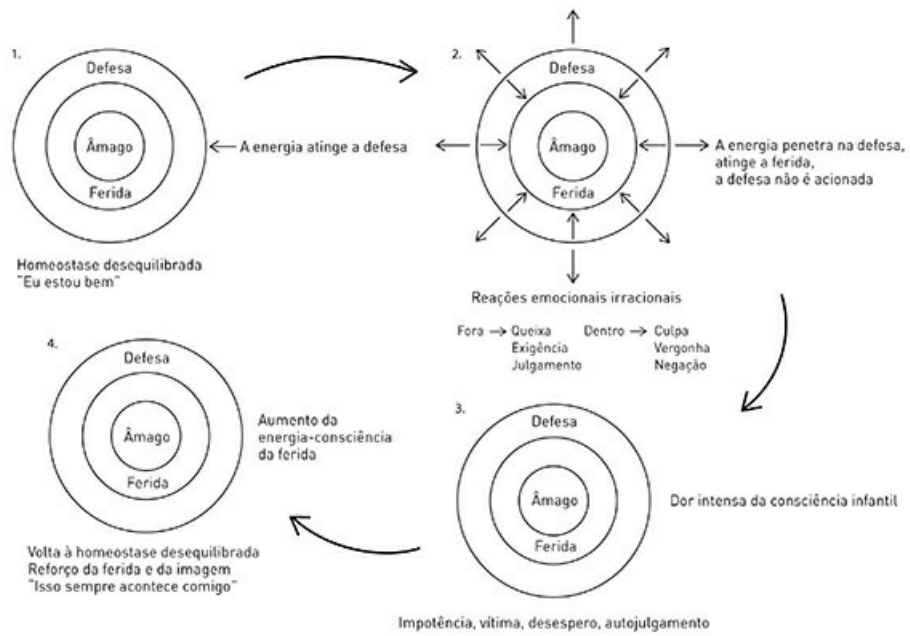 1.
Defesa
Âmago
Ferida
A energia atinge a defesa
Homeostase desequilibrada
"Eu estou bem"
2.
Defesa
Âmago
Ferida
A energia penetra na defesa,
atinge a ferida,
a defesa não é acionada
Reações emocionais irracionais
Fora → Queixa
Exigência
Julgamento
Dentro → Culpa
Vergonha
Negação
3.
Defesa
Âmago
Ferida
Dor intensa da consciência infantil
Impotência, vítima, desespero, autojulgamento
4.
Defesa
Âmago
Ferida
Aumento da
energia-consciência
da ferida
Volta à homeostase desequilibrada
Reforço da ferida e da imagem
"Isso sempre acontece comigo"